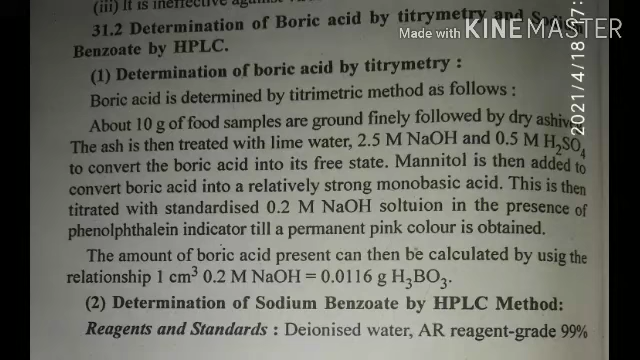 (iii) It is ineffective
31.2 Determination of Boric acid by titrymetry and Sodium
Benzoate by HPLC.
(1) Determination of boric acid by titrymetry :
Boric acid is determined by titrimetric method as follows :
About 10 g of food samples are ground finely followed by dry ashive.
The ash is then treated with lime water, 2.5 M NaOH and 0.5 M H₂SO₄
to convert the boric acid into its free state. Mannitol is then added to
convert boric acid into a relatively strong monobasic acid. This is then
titrated with standardised 0.2 M NaOH soltuion in the presence of
phenolphthalein indicator till a permanent pink colour is obtained.
The amount of boric acid present can then be calculated by usig the
relationship 1 cm³ 0.2 M NaOH = 0.0116 g H₃BO₃.
(2) Determination of Sodium Benzoate by HPLC Method:
Reagents and Standards : Deionised water, AR reagent-grade 99%
Made with KINEMASTER
2021/4/18